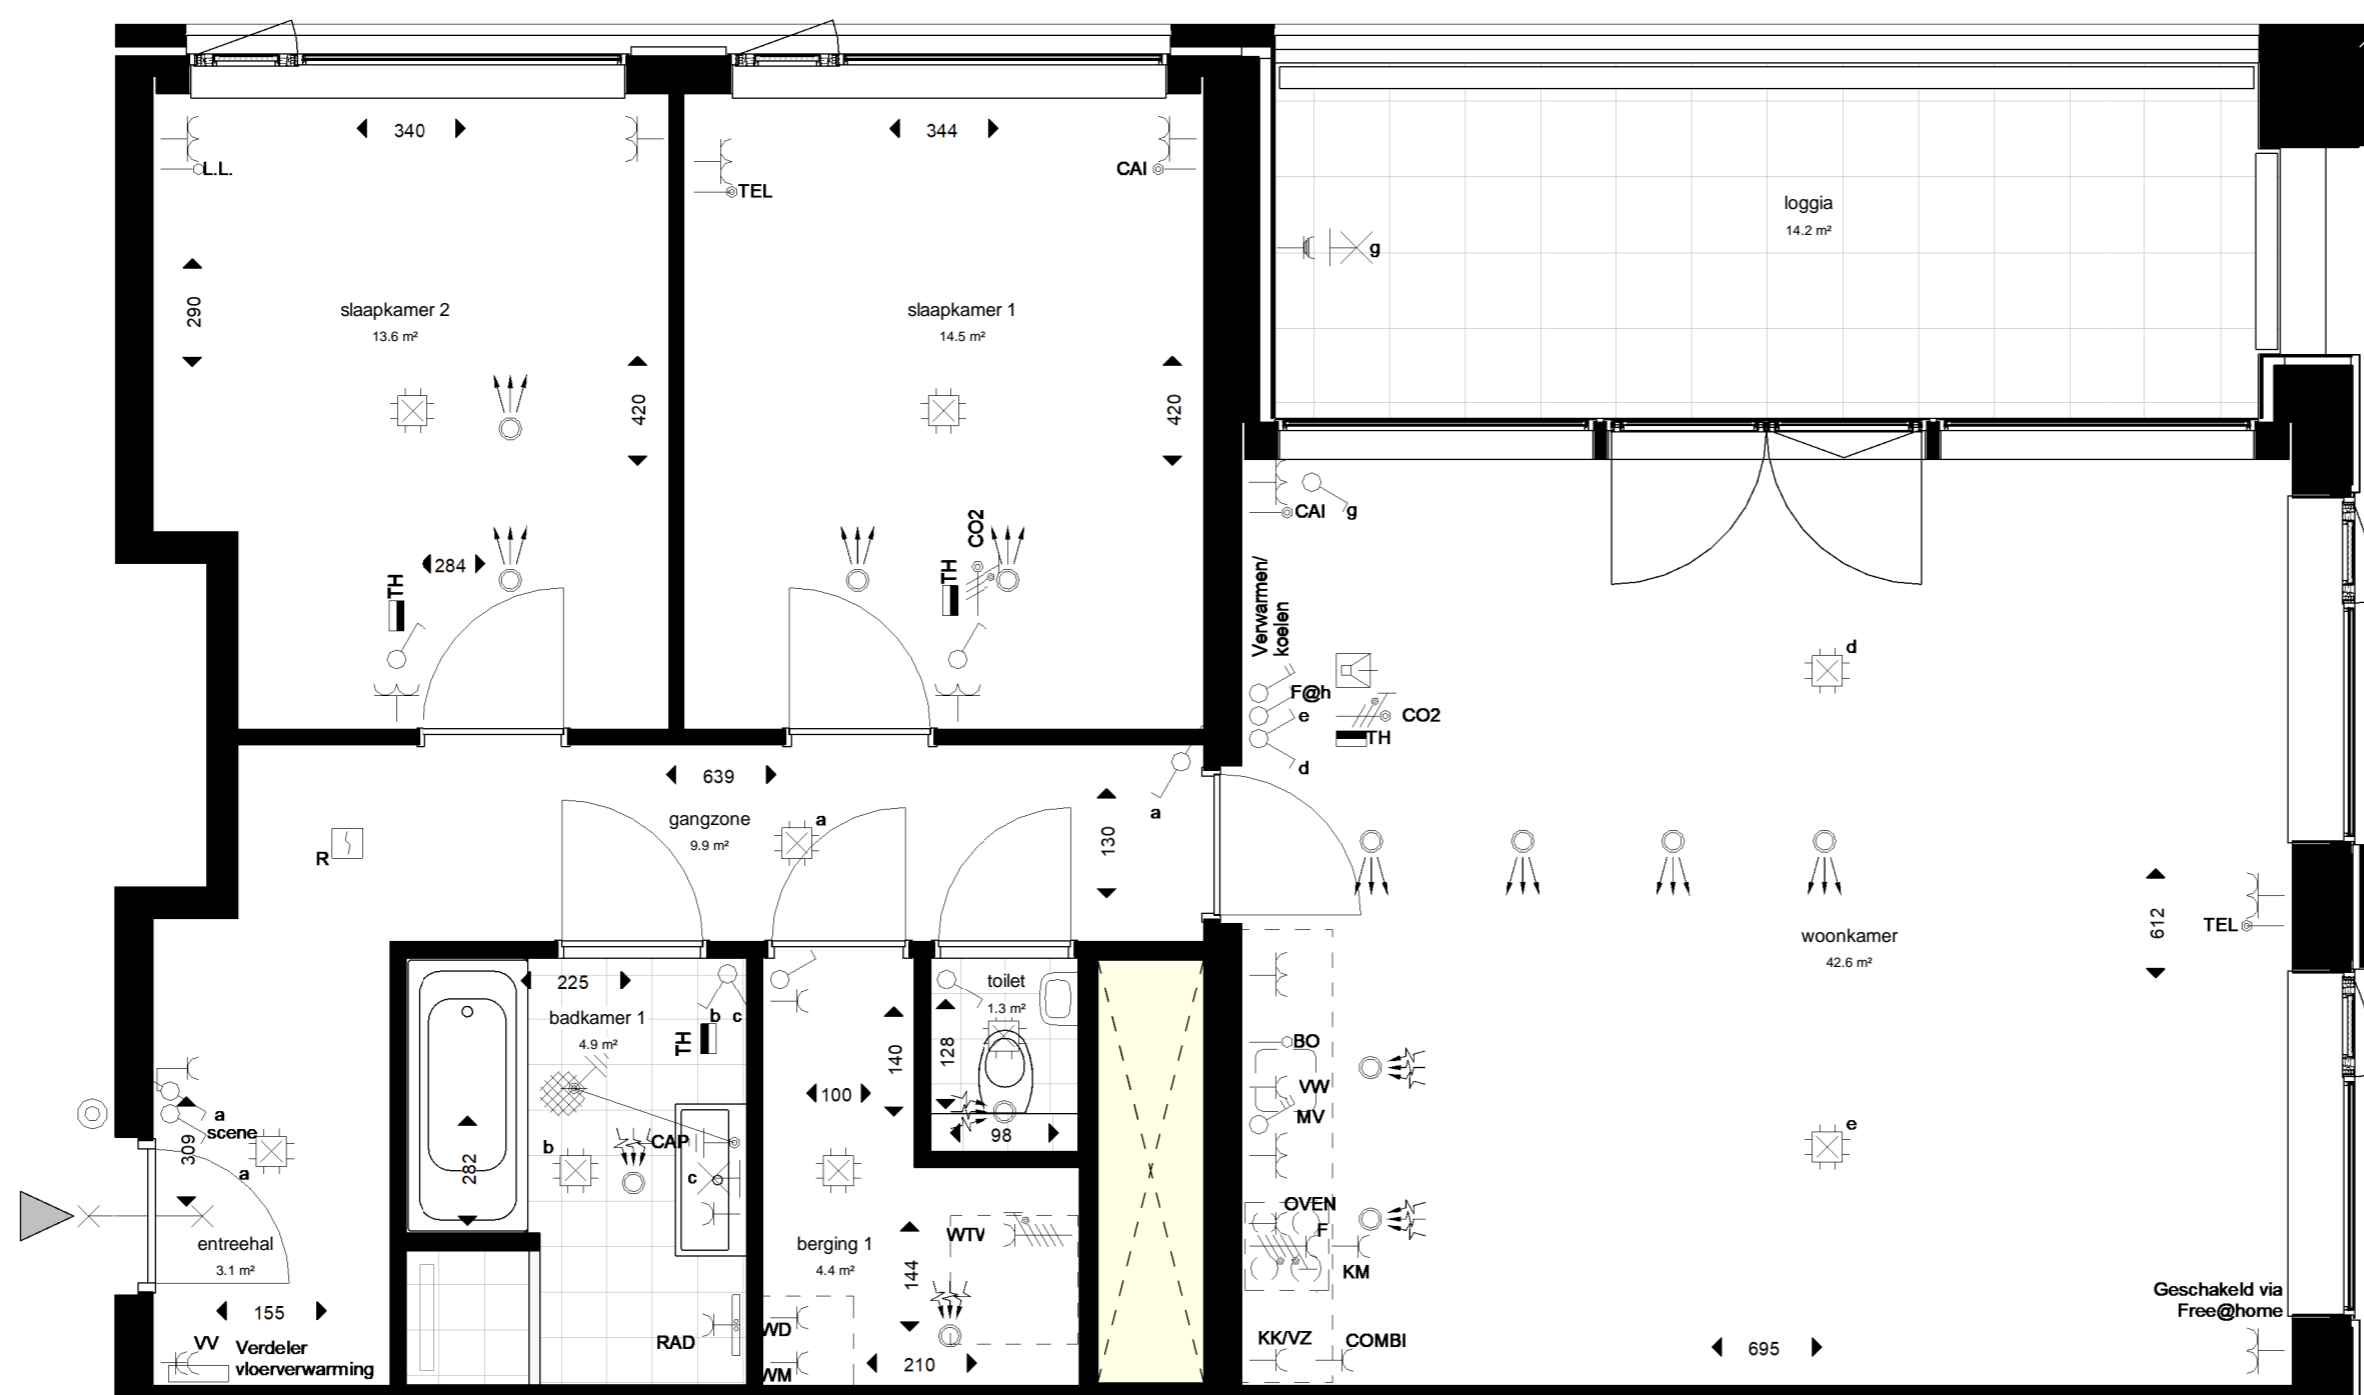 340
344
L.L.
TEL
CAI
loggia
14.2 m²
g
290
slaapkamer 2
13.6 m²
slaapkamer 1
14.5 m²
420
420
CAI
g
284
TH
TH
CO2
Verwarmen/
koelen
F@h
e
d
CO2
TH
d
639
gangzone
9.9 m²
a
a
130
R
612
TEL
woonkamer
42.6 m²
225
badkamer 1
4.9 m²
b c
TH
toilet
1.3 m²
128
98
140
100
BO
VW
MV
a
scene
309
a
282
b
CAP
c
e
OVEN
F
KM
entreehal
3.1 m²
berging 1
4.4 m²
WTV
144
155
VV
Verdeler
vloerverwarming
RAD
WD
WM
210
KK/VZ
COMBI
695
Geschakeld via
Free@home